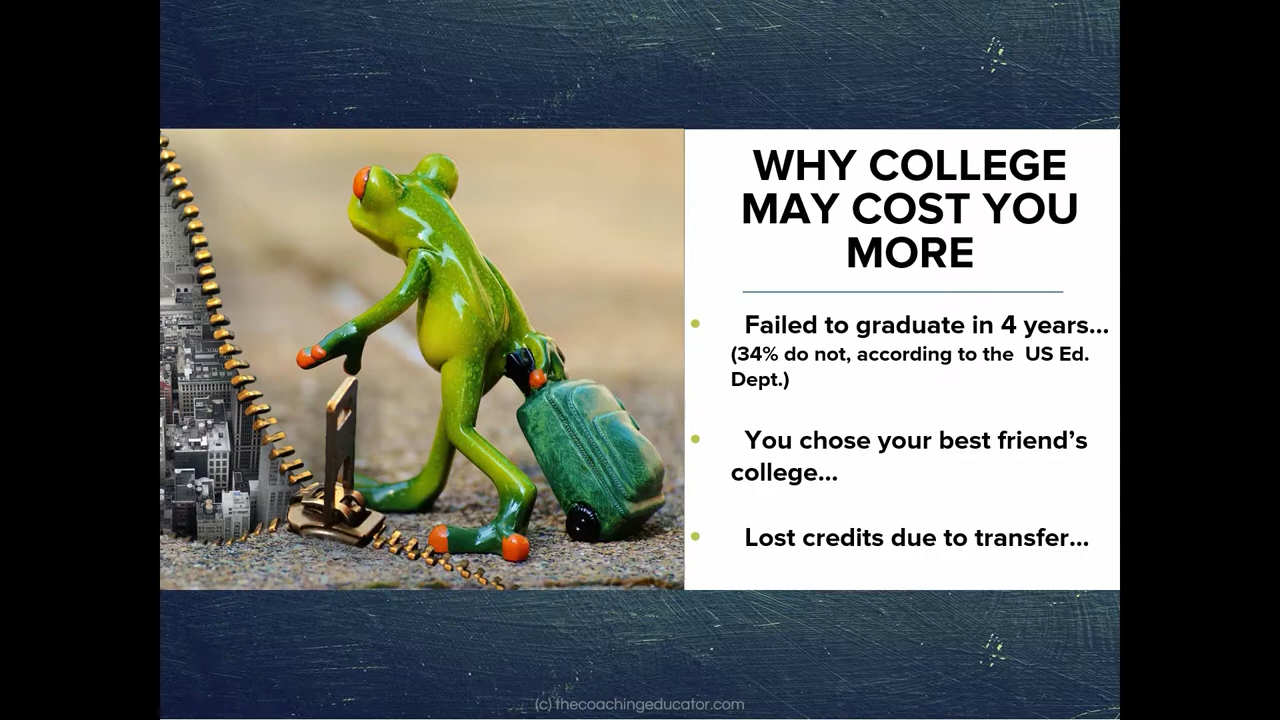 WHY COLLEGE
MAY COST YOU
MORE
• Failed to graduate in 4 years...
(34% do not, according to the  US Ed.
Dept.)
• You chose your best friend’s
college...
• Lost credits due to transfer...
(c) thecoachingeducator.com